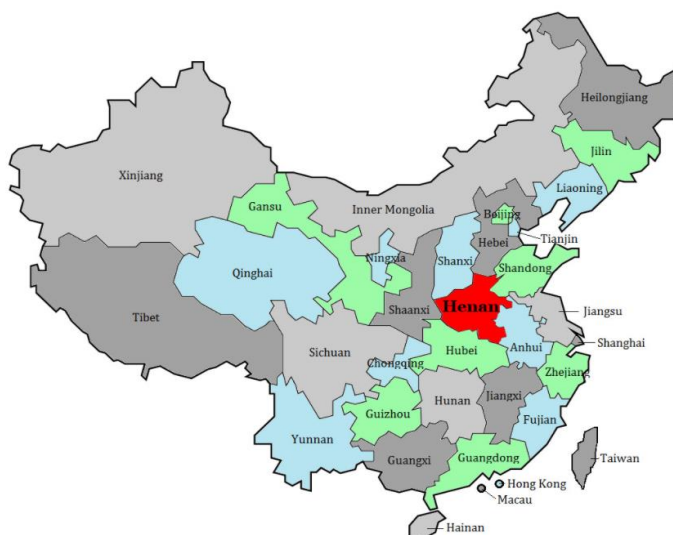 Heilongjiang
Jilin
Xinjiang
Liaoning
Gansu
Inner Mongolia
Beijing
Tianjin
Hebei
Ningxia
Shanxi
Qinghai
Shandong
Henan
Shaanxi
Jiangsu
Tibet
Shanghai
Anhui
Sichuan
Hubei
Chongqing
Zhejiang
Hunan
Jiangxi
Guizhou
Fujian
Yunnan
Guangdong
Guangxi
Taiwan
Hong Kong
Macau
Hainan